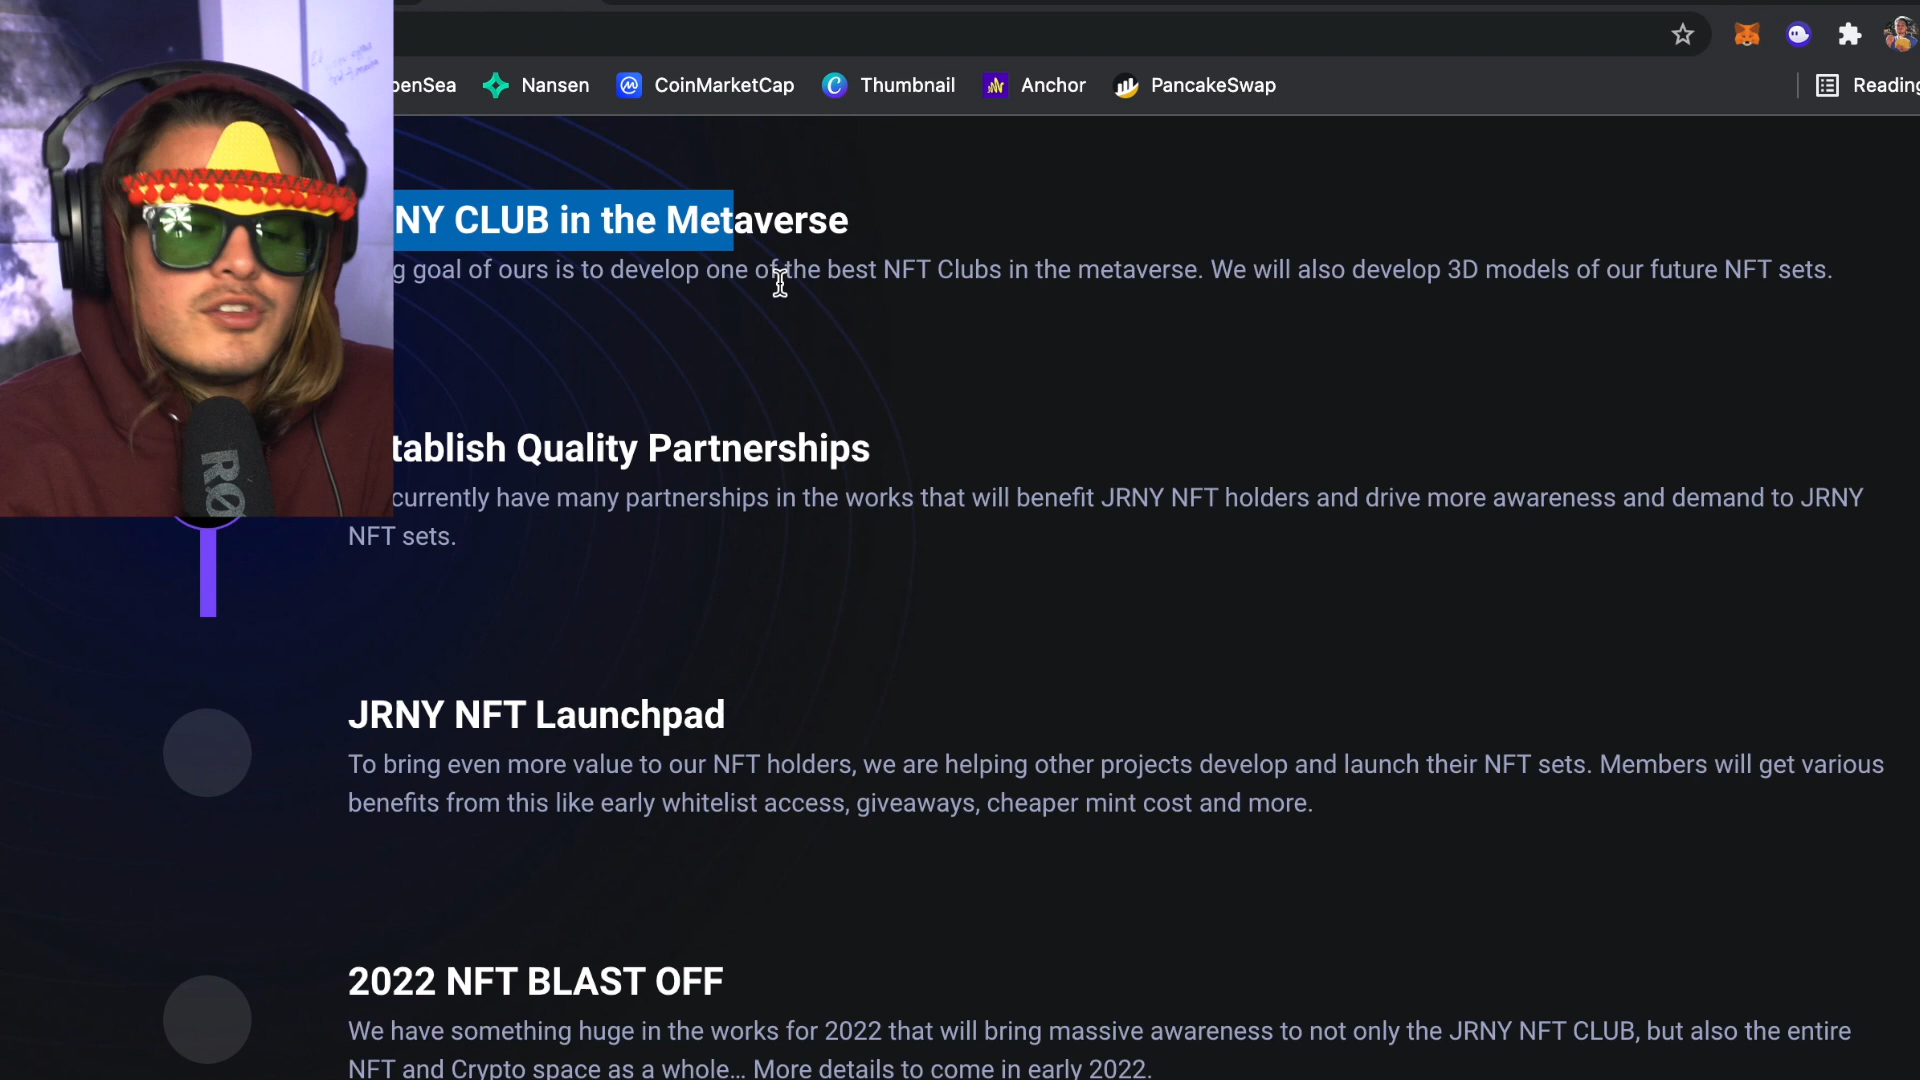 penSea Nansen CoinMarketCap Thumbnail Anchor PancakeSwap Reading
NY CLUB in the Metaverse
g goal of ours is to develop one of the best NFT Clubs in the metaverse. We will also develop 3D models of our future NFT sets.
tablish Quality Partnerships
currently have many partnerships in the works that will benefit JRNY NFT holders and drive more awareness and demand to JRNY
NFT sets.
RØ
JRNY NFT Launchpad
To bring even more value to our NFT holders, we are helping other projects develop and launch their NFT sets. Members will get various
benefits from this like early whitelist access, giveaways, cheaper mint cost and more.
2022 NFT BLAST OFF
We have something huge in the works for 2022 that will bring massive awareness to not only the JRNY NFT CLUB, but also the entire
NFT and Crypto space as a whole... More details to come in early 2022.